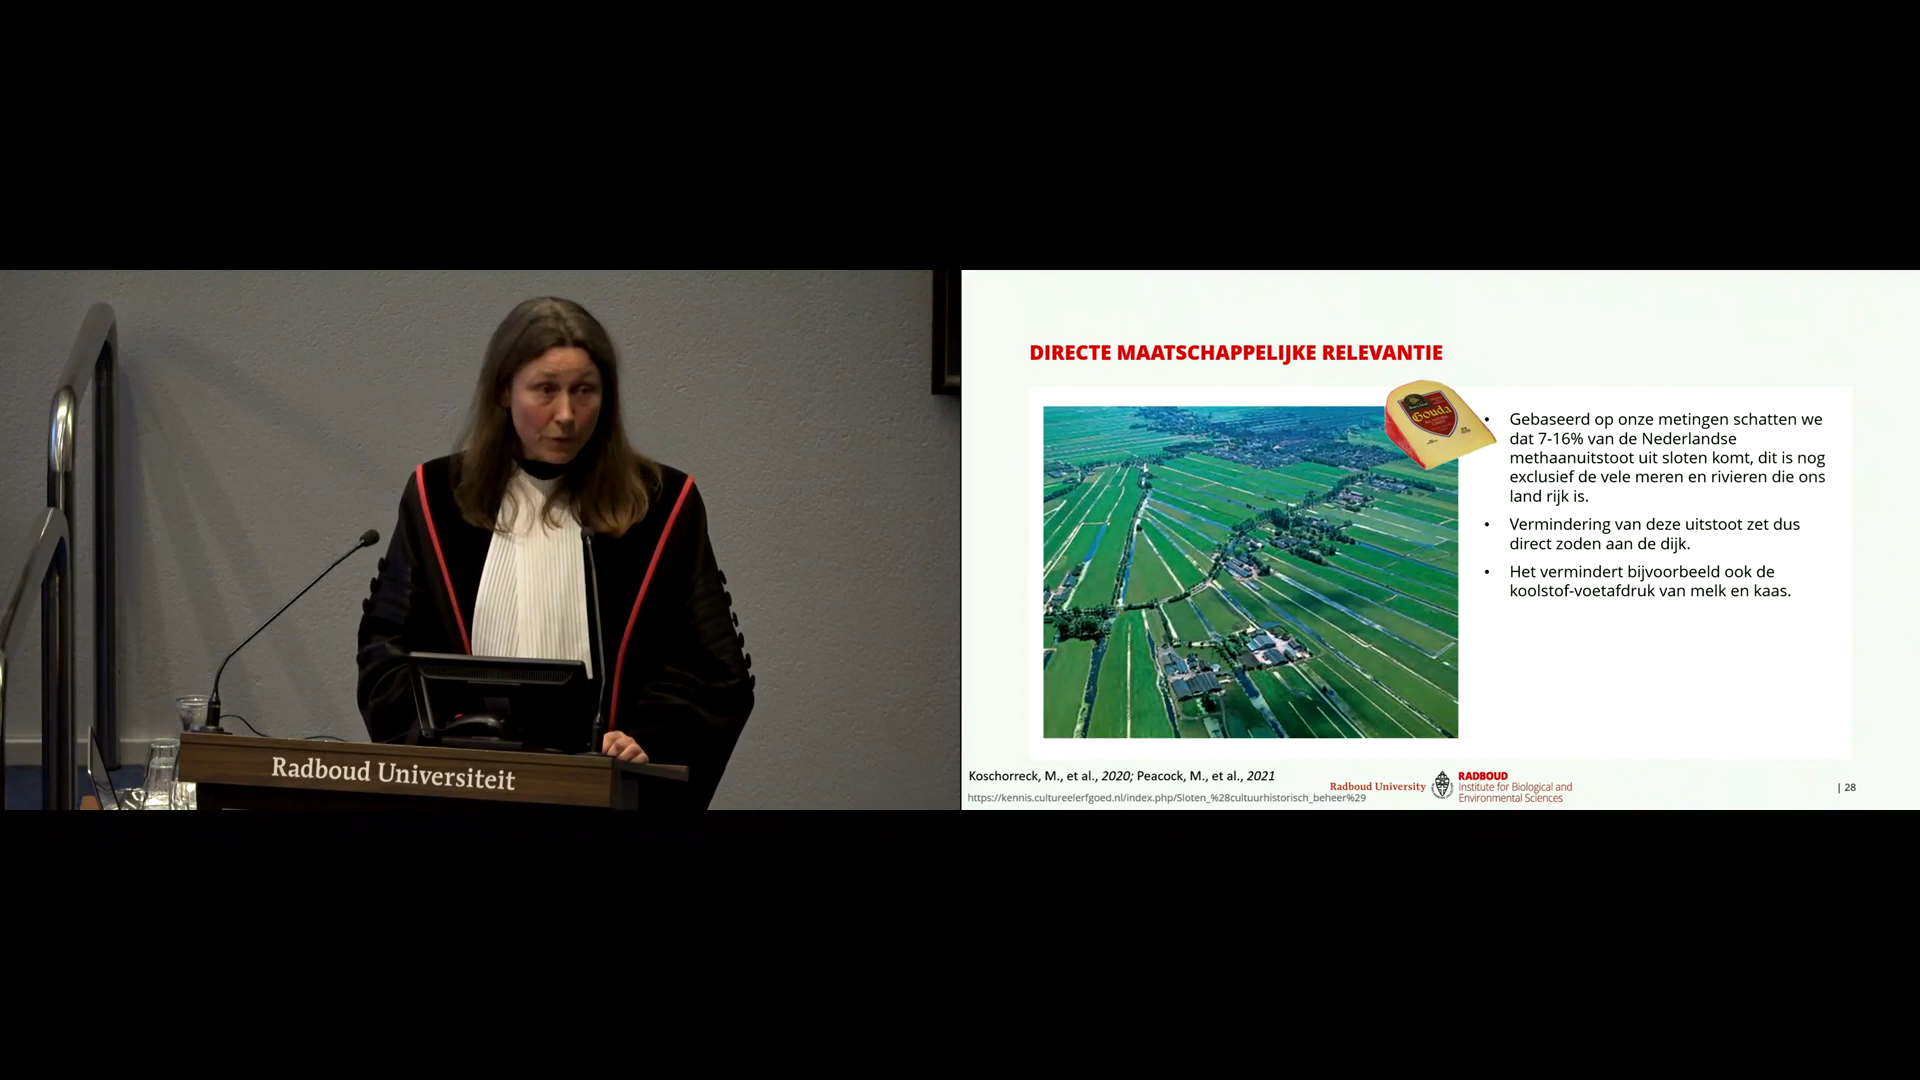 Radboud Universiteit
DIRECTE MAATSCHAPPELIJKE RELEVANTIE
Gouda
• Gebaseerd op onze metingen schatten we
dat 7-16% van de Nederlandse
methaanuitstoot uit sloten komt, dit is nog
exclusief de vele meren en rivieren die ons
land rijk is.
• Vermindering van deze uitstoot zet dus
direct zoden aan de dijk.
• Het vermindert bijvoorbeeld ook de
koolstof-voetafdruk van melk en kaas.
Koschorreck, M., et al., 2020; Peacock, M., et al., 2021
https://kennis.cultureelerfgoed.nl/index.php/Sloten_%28cultuurhistorisch_beheer%29
Radboud University
RADBOUD
Institute for Biological and
Environmental Sciences
| 28